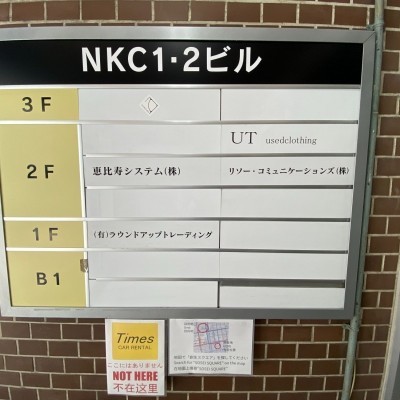 NKC1・2ビル
3F
UT usedclothing
2F
恵比寿システム(株)
リソー・コミュニケーションズ(株)
1F
(有)ラウンドアップトレーディング
B1
Times
CAR RENTAL
ここにはありません
NOT HERE
不在这里